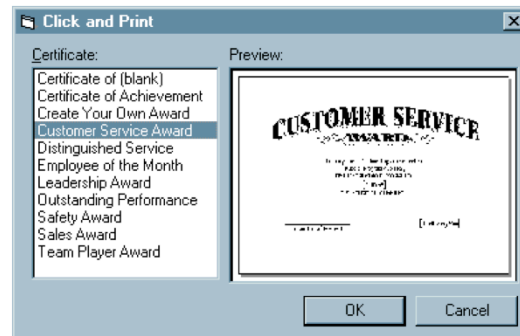 Click and Print
Certificate:
Preview:
Certificate of (blank)
Certificate of Achievement
Create Your Own Award
Customer Service Award
Distinguished Service
Employee of the Month
Leadership Award
Outstanding Performance
Safety Award
Sales Award
Team Player Award
CUSTOMER SERVICE
AWARD
OK
Cancel